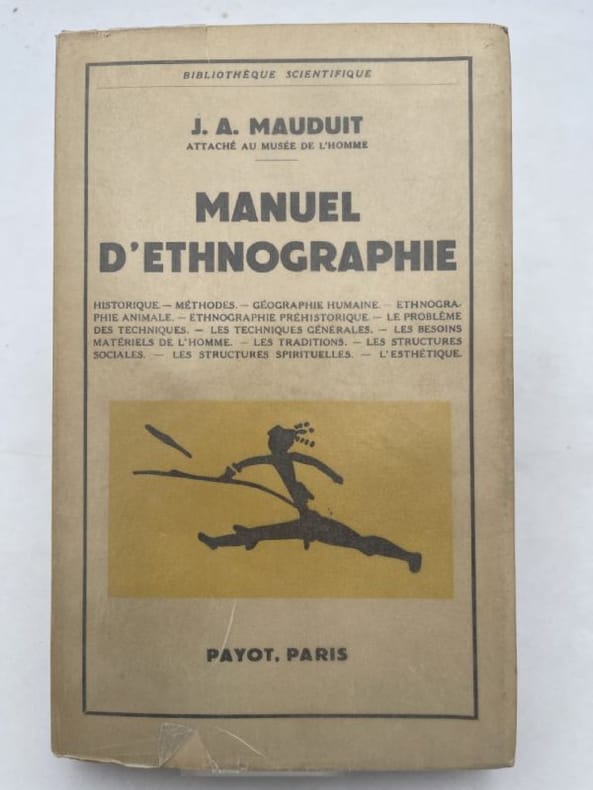 BIBLIOTHÈQUE SCIENTIFIQUE
J. A. MAUDUIT
ATTACHÉ AU MUSÉE DE L'HOMME
MANUEL
D'ETHNOGRAPHIE
HISTORIQUE. — MÉTHODES. — GÉOGRAPHIE HUMAINE. — ETHNOGRA-
PHIE ANIMALE. — ETHNOGRAPHIE PRÉHISTORIQUE. — LE PROBLÈME
DES TECHNIQUES. — LES TECHNIQUES GÉNÉRALES. — LES BESOINS
MATÉRIELS DE L'HOMME. — LES TRADITIONS. — LES STRUCTURES
SOCIALES. — LES STRUCTURES SPIRITUELLES. — L'ESTHÉTIQUE.
PAYOT, PARIS